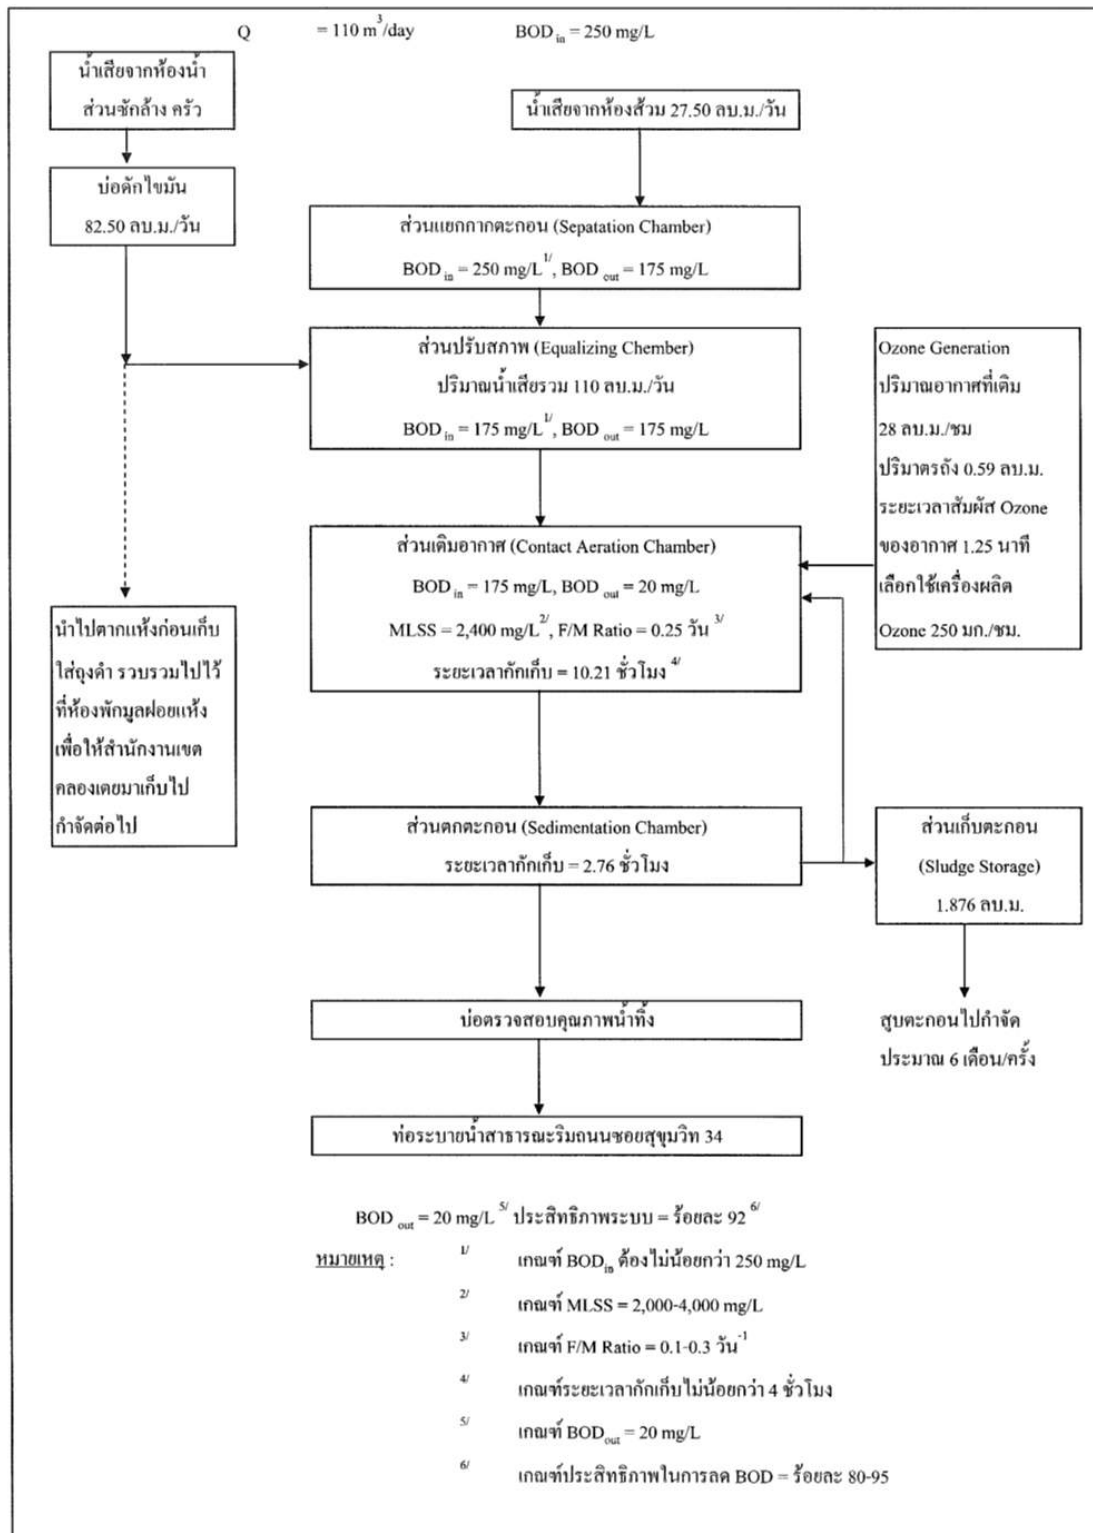 Q = 110 m³/day BOD in = 250 mg/L
น้ำเสียจากห้องน้ำ
ส่วนซักล้าง ครัว
น้ำเสียจากห้องส้วม 27.50 ลบ.ม./วัน
บ่อดักไขมัน
82.50 ลบ.ม./วัน
ส่วนแยกกากตะกอน (Sepatation Chamber)
BOD in = 250 mg/L 1/, BOD out = 175 mg/L
ส่วนปรับสภาพ (Equalizing Chember)
ปริมาณน้ำเสียรวม 110 ลบ.ม./วัน
BOD in = 175 mg/L 1/, BOD out = 175 mg/L
Ozone Generation
ปริมาณอากาศที่เติม
28 ลบ.ม./ชม
ปริมาตรถัง 0.59 ลบ.ม.
ระยะเวลาสัมผัส Ozone
ของอากาศ 1.25 นาที
เลือกใช้เครื่องผลิต
Ozone 250 มก./ชม.
ส่วนเติมอากาศ (Contact Aeration Chamber)
BOD in = 175 mg/L, BOD out = 20 mg/L
MLSS = 2,400 mg/L 2/, F/M Ratio = 0.25 วัน 3/
ระยะเวลากักเก็บ = 10.21 ชั่วโมง 4/
นำไปตากแห้งก่อนเก็บ
ใส่ถุงดำ รวบรวมไปไว้
ที่ห้องพักมูลฝอยแห้ง
เพื่อให้สำนักงานเขต
คลองเตยมาเก็บไป
กำจัดต่อไป
ส่วนตกตะกอน (Sedimentation Chamber)
ระยะเวลากักเก็บ = 2.76 ชั่วโมง
ส่วนเก็บตะกอน
(Sludge Storage)
1.876 ลบ.ม.
บ่อตรวจสอบคุณภาพน้ำทิ้ง
สูบตะกอนไปกำจัด
ประมาณ 6 เดือน/ครั้ง
ท่อระบายน้ำสาธารณะริมถนนซอยสุขุมวิท 34
BOD out = 20 mg/L 5/ ประสิทธิภาพระบบ = ร้อยละ 92 6/
หมายเหตุ : 1/ เกณฑ์ BOD in ต้องไม่น้อยกว่า 250 mg/L
2/ เกณฑ์ MLSS = 2,000-4,000 mg/L
3/ เกณฑ์ F/M Ratio = 0.1-0.3 วัน⁻¹
4/ เกณฑ์ระยะเวลากักเก็บไม่น้อยกว่า 4 ชั่วโมง
5/ เกณฑ์ BOD out = 20 mg/L
6/ เกณฑ์ประสิทธิภาพในการลด BOD = ร้อยละ 80-95